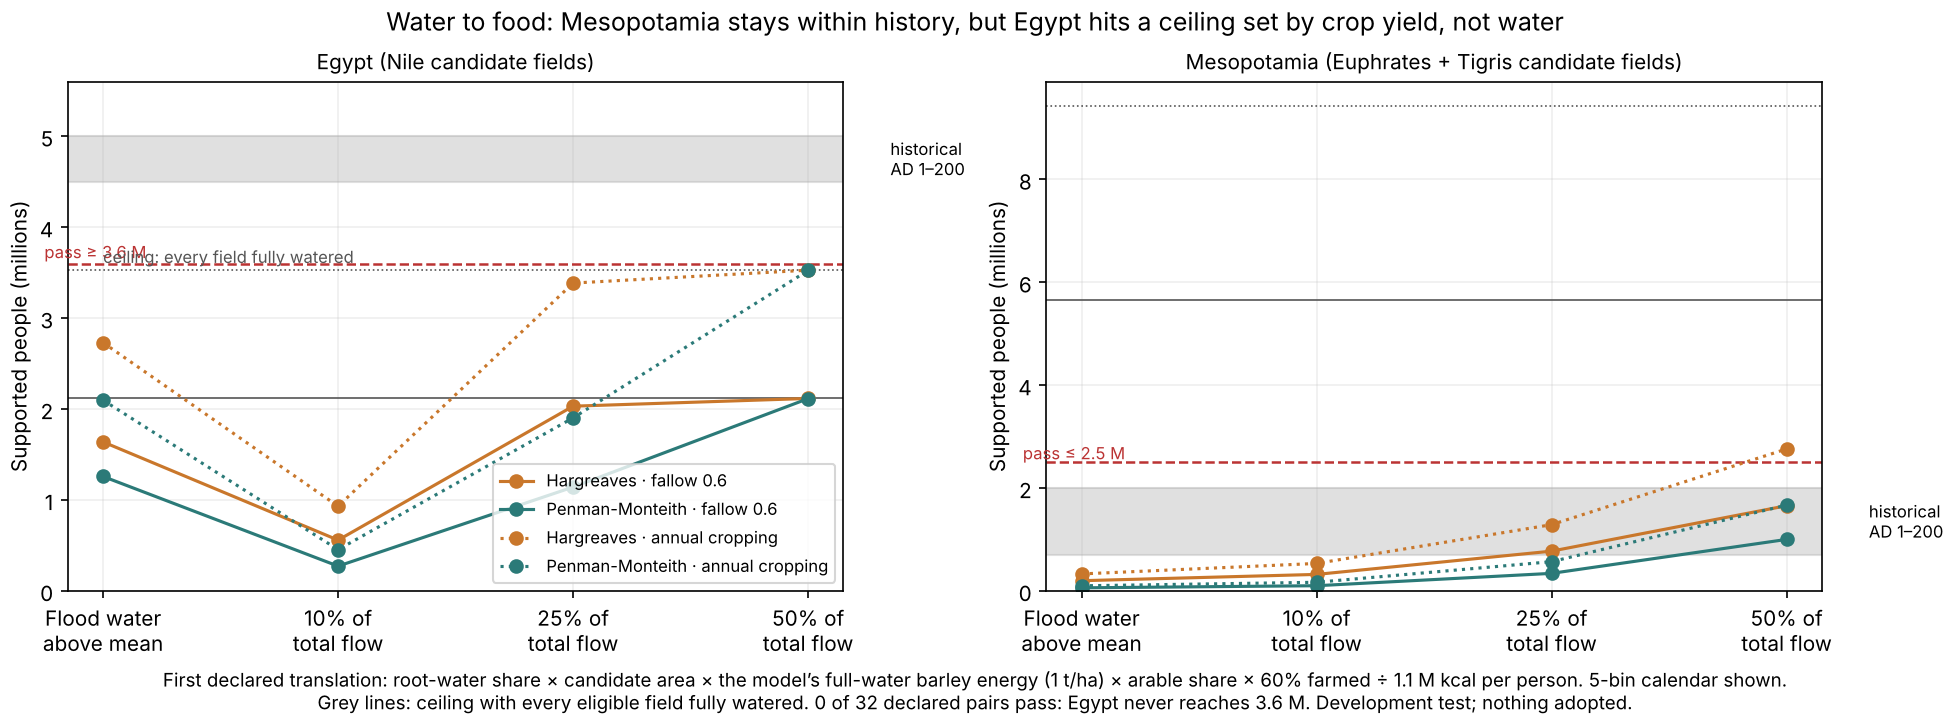 Water to food: Mesopotamia stays within history, but Egypt hits a ceiling set by crop yield, not water
Egypt (Nile candidate fields)
Supported people (millions)
5
4
3
2
1
0
historical
AD 1–200
pass ≥ 3.6 M
ceiling: every field fully watered
Hargreaves · fallow 0.6
Penman-Monteith · fallow 0.6
Hargreaves · annual cropping
Penman-Monteith · annual cropping
Flood water
above mean
10% of
total flow
25% of
total flow
50% of
total flow
Mesopotamia (Euphrates + Tigris candidate fields)
Supported people (millions)
8
6
4
2
0
pass ≤ 2.5 M
historical
AD 1–200
Flood water
above mean
10% of
total flow
25% of
total flow
50% of
total flow
First declared translation: root-water share × candidate area × the model’s full-water barley energy (1 t/ha) × arable share × 60% farmed ÷ 1.1 M kcal per person. 5-bin calendar shown.
Grey lines: ceiling with every eligible field fully watered. 0 of 32 declared pairs pass: Egypt never reaches 3.6 M. Development test; nothing adopted.